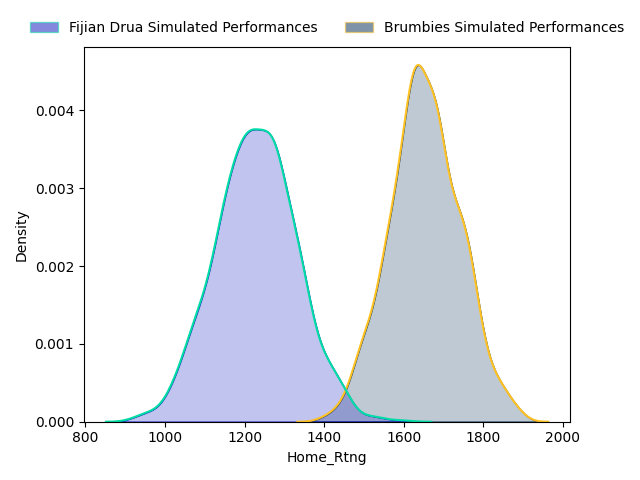 Fijian Drua Simulated Performances Brumbies Simulated Performances
0.004
0.003
0.002
0.001
0.000
Density
800 1000 1200 1400 1600 1800 2000
Home_Rtng